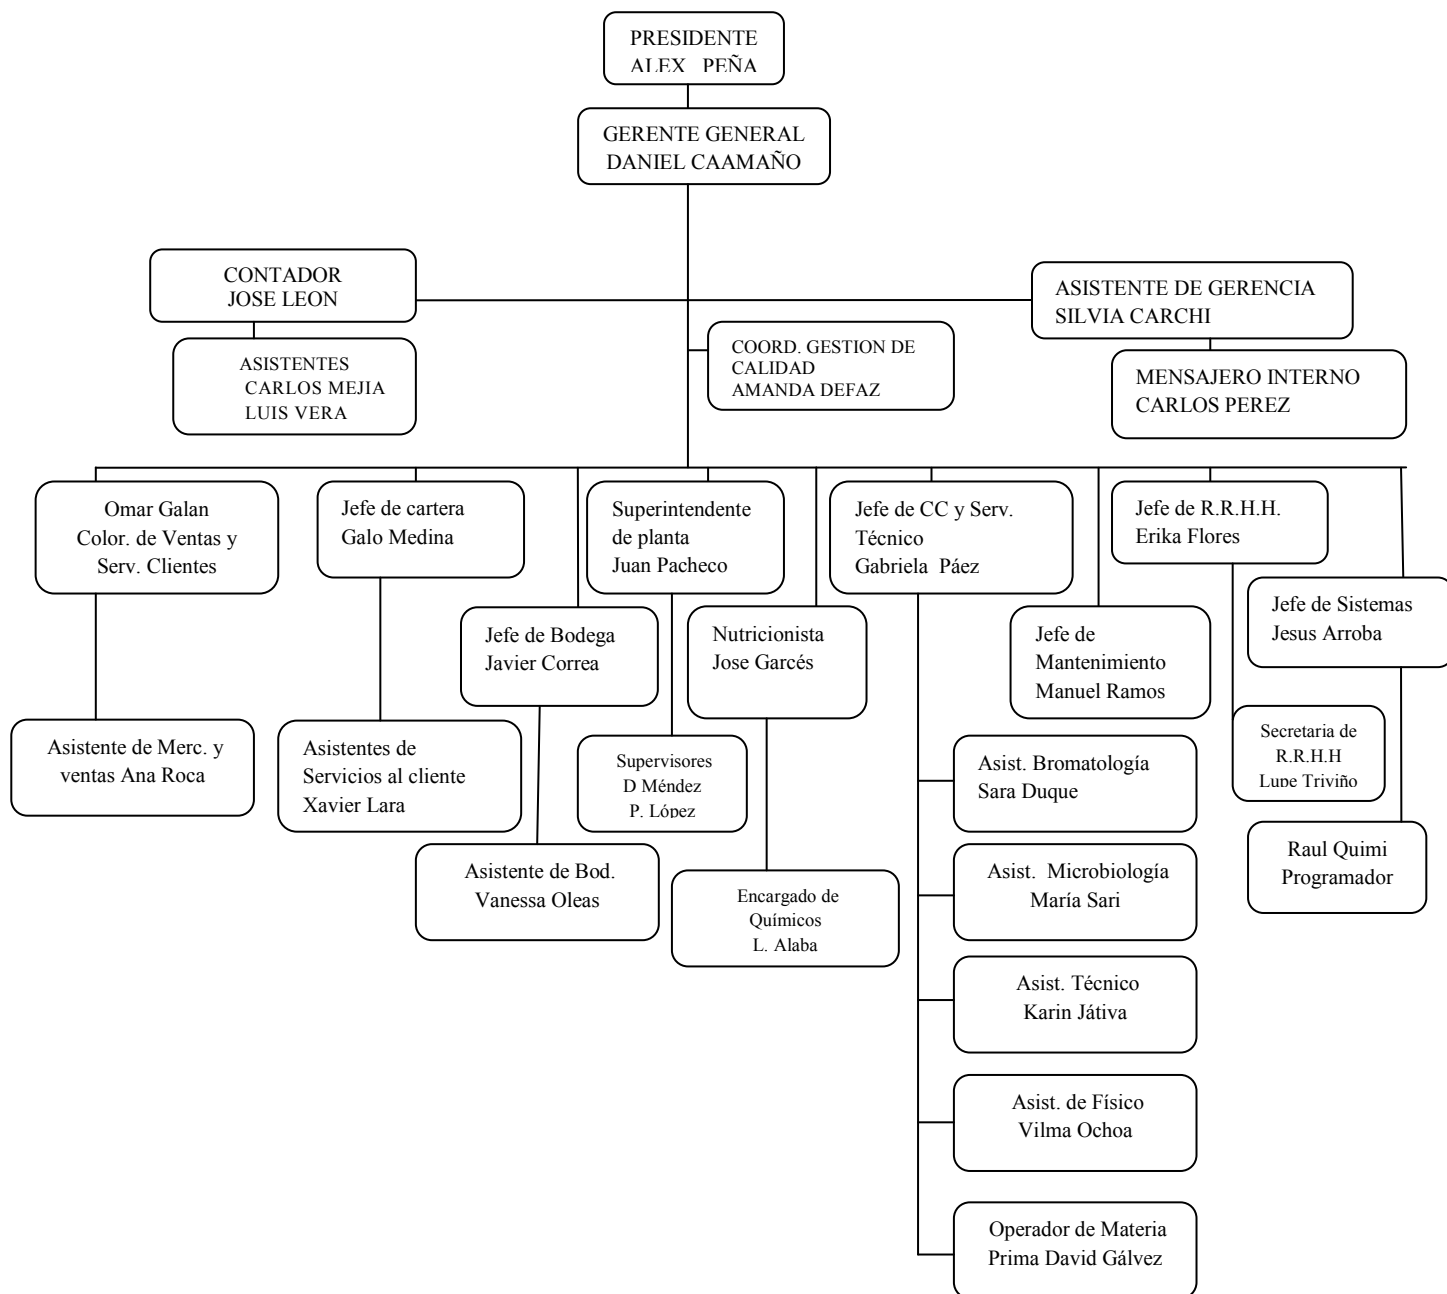 PRESIDENTE
ALEX PEÑA
GERENTE GENERAL
DANIEL CAAMAÑO
CONTADOR
JOSE LEON
ASISTENTE DE GERENCIA
SILVIA CARCHI
ASISTENTES
CARLOS MEJIA
LUIS VERA
COORD. GESTION DE
CALIDAD
AMANDA DEFAZ
MENSAJERO INTERNO
CARLOS PEREZ
Omar Galan
Color. de Ventas y
Serv. Clientes
Jefe de cartera
Galo Medina
Superintendente
de planta
Juan Pacheco
Jefe de CC y Serv.
Técnico
Gabriela Páez
Jefe de R.R.H.H.
Erika Flores
Jefe de Sistemas
Jesus Arroba
Jefe de Bodega
Javier Correa
Nutricionista
Jose Garcés
Jefe de
Mantenimiento
Manuel Ramos
Asistente de Merc. y
ventas Ana Roca
Asistentes de
Servicios al cliente
Xavier Lara
Supervisores
D Méndez
P. López
Asist. Bromatología
Sara Duque
Secretaria de
R.R.H.H
Lupe Triviño
Asistente de Bod.
Vanessa Oleas
Encargado de
Químicos
L. Alaba
Asist. Microbiología
María Sari
Raul Quimi
Programador
Asist. Técnico
Karin Játiva
Asist. de Físico
Vilma Ochoa
Operador de Materia
Prima David Gálvez